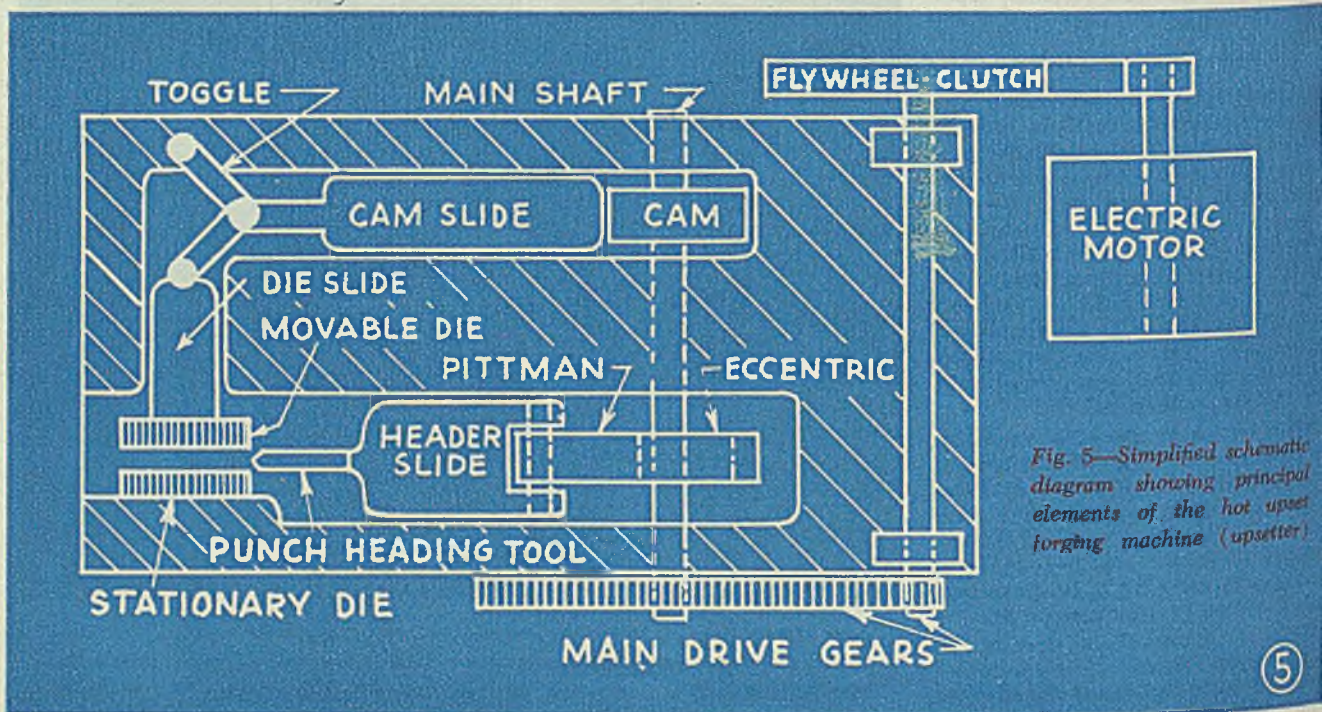 FLYWHEEL-CLUTCH
TOGGLE
MAIN SHAFT
CAM SLIDE
CAM
ELECTRIC
MOTOR
DIE SLIDE
MOVABLE DIE
PITTMAN
ECCENTRIC
HEADER
SLIDE
PUNCH HEADING TOOL
STATIONARY DIE
MAIN DRIVE GEARS
Fig. 5—Simplified schematic
diagram showing principal
elements of the hot upset
forging machine (upsetter)
5